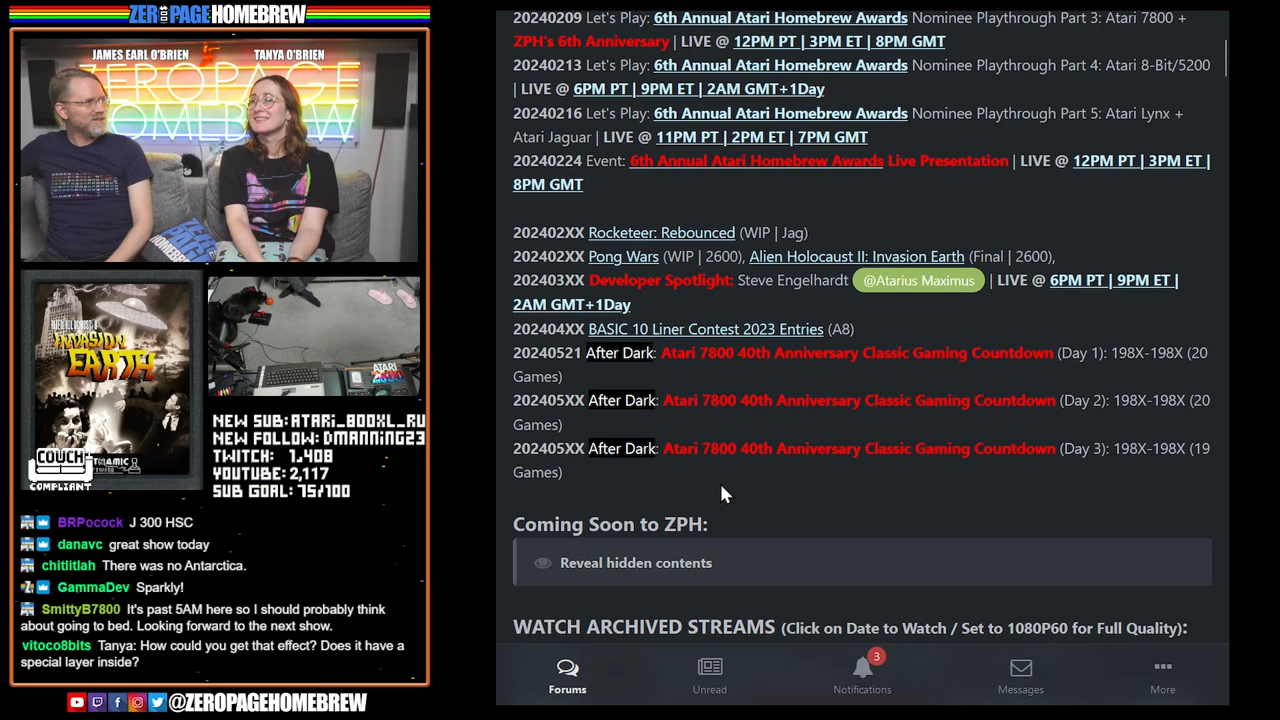 ZEROPAGEHOMEBREW
JAMES EARL O'BRIEN
TANYA O'BRIEN
ZEROPAGE
HOMEBREW
INVASION
EARTH
COUCH
COMPLIANT
NEW SUB:ATARI_800XL_RU
NEW FOLLOW:DMANNING23
TWITCH: 1,408
YOUTUBE: 2,117
SUB GOAL: 75/100
BRPocock J 300 HSC
danavc great show today
chitlitlah There was no Antarctica.
GammaDev Sparkly!
SmittyB7800 It's past 5AM here so I should probably think
about going to bed. Looking forward to the next show.
vitoco8bits Tanya: How could you get that effect? Does it have a
special layer inside?
@ZEROPAGEHOMEBREW
20240209 Let's Play: 6th Annual Atari Homebrew Awards Nominee Playthrough Part 3: Atari 7800 +
ZPH's 6th Anniversary | LIVE @ 12PM PT | 3PM ET | 8PM GMT
20240213 Let's Play: 6th Annual Atari Homebrew Awards Nominee Playthrough Part 4: Atari 8-Bit/5200
| LIVE @ 6PM PT | 9PM ET | 2AM GMT+1Day
20240216 Let's Play: 6th Annual Atari Homebrew Awards Nominee Playthrough Part 5: Atari Lynx +
Atari Jaguar | LIVE @ 11PM PT | 2PM ET | 7PM GMT
20240224 Event: 6th Annual Atari Homebrew Awards Live Presentation | LIVE @ 12PM PT | 3PM ET |
8PM GMT
202402XX Rocketeer: Rebounced (WIP | Jag)
202402XX Pong Wars (WIP | 2600), Alien Holocaust II: Invasion Earth (Final | 2600),
202403XX Developer Spotlight: Steve Engelhardt @Atarius Maximus | LIVE @ 6PM PT | 9PM ET |
2AM GMT+1Day
202404XX BASIC 10 Liner Contest 2023 Entries (A8)
20240521 After Dark: Atari 7800 40th Anniversary Classic Gaming Countdown (Day 1): 198X-198X (20
Games)
202405XX After Dark: Atari 7800 40th Anniversary Classic Gaming Countdown (Day 2): 198X-198X (20
Games)
202405XX After Dark: Atari 7800 40th Anniversary Classic Gaming Countdown (Day 3): 198X-198X (19
Games)
Coming Soon to ZPH:
Reveal hidden contents
WATCH ARCHIVED STREAMS (Click on Date to Watch / Set to 1080P60 for Full Quality):
3
Forums
Unread
Notifications
Messages
More